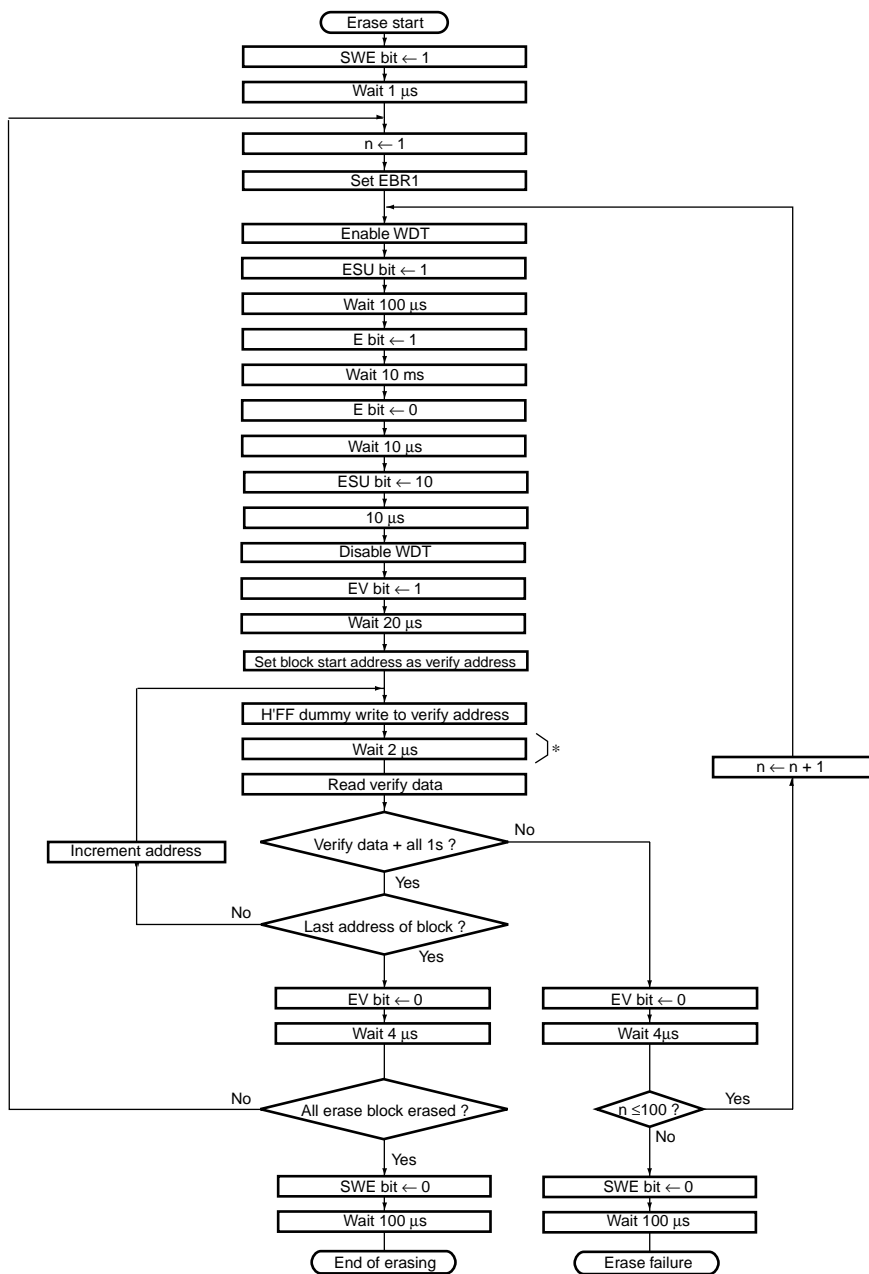 Erase start
SWE bit ← 1
Wait 1 μs
n ← 1
Set EBR1
Enable WDT
ESU bit ← 1
Wait 100 μs
E bit ← 1
Wait 10 ms
E bit ← 0
Wait 10 μs
ESU bit ← 10
10 μs
Disable WDT
EV bit ← 1
Wait 20 μs
Set block start address as verify address
H'FF dummy write to verify address
Wait 2 μs
*
n ← n + 1
Read verify data
Verify data + all 1s ?
No
Increment address
Yes
No
Last address of block ?
Yes
EV bit ← 0
EV bit ← 0
Wait 4 μs
Wait 4μs
No
All erase block erased ?
n ≤100 ?
Yes
Yes
No
SWE bit ← 0
SWE bit ← 0
Wait 100 μs
Wait 100 μs
End of erasing
Erase failure